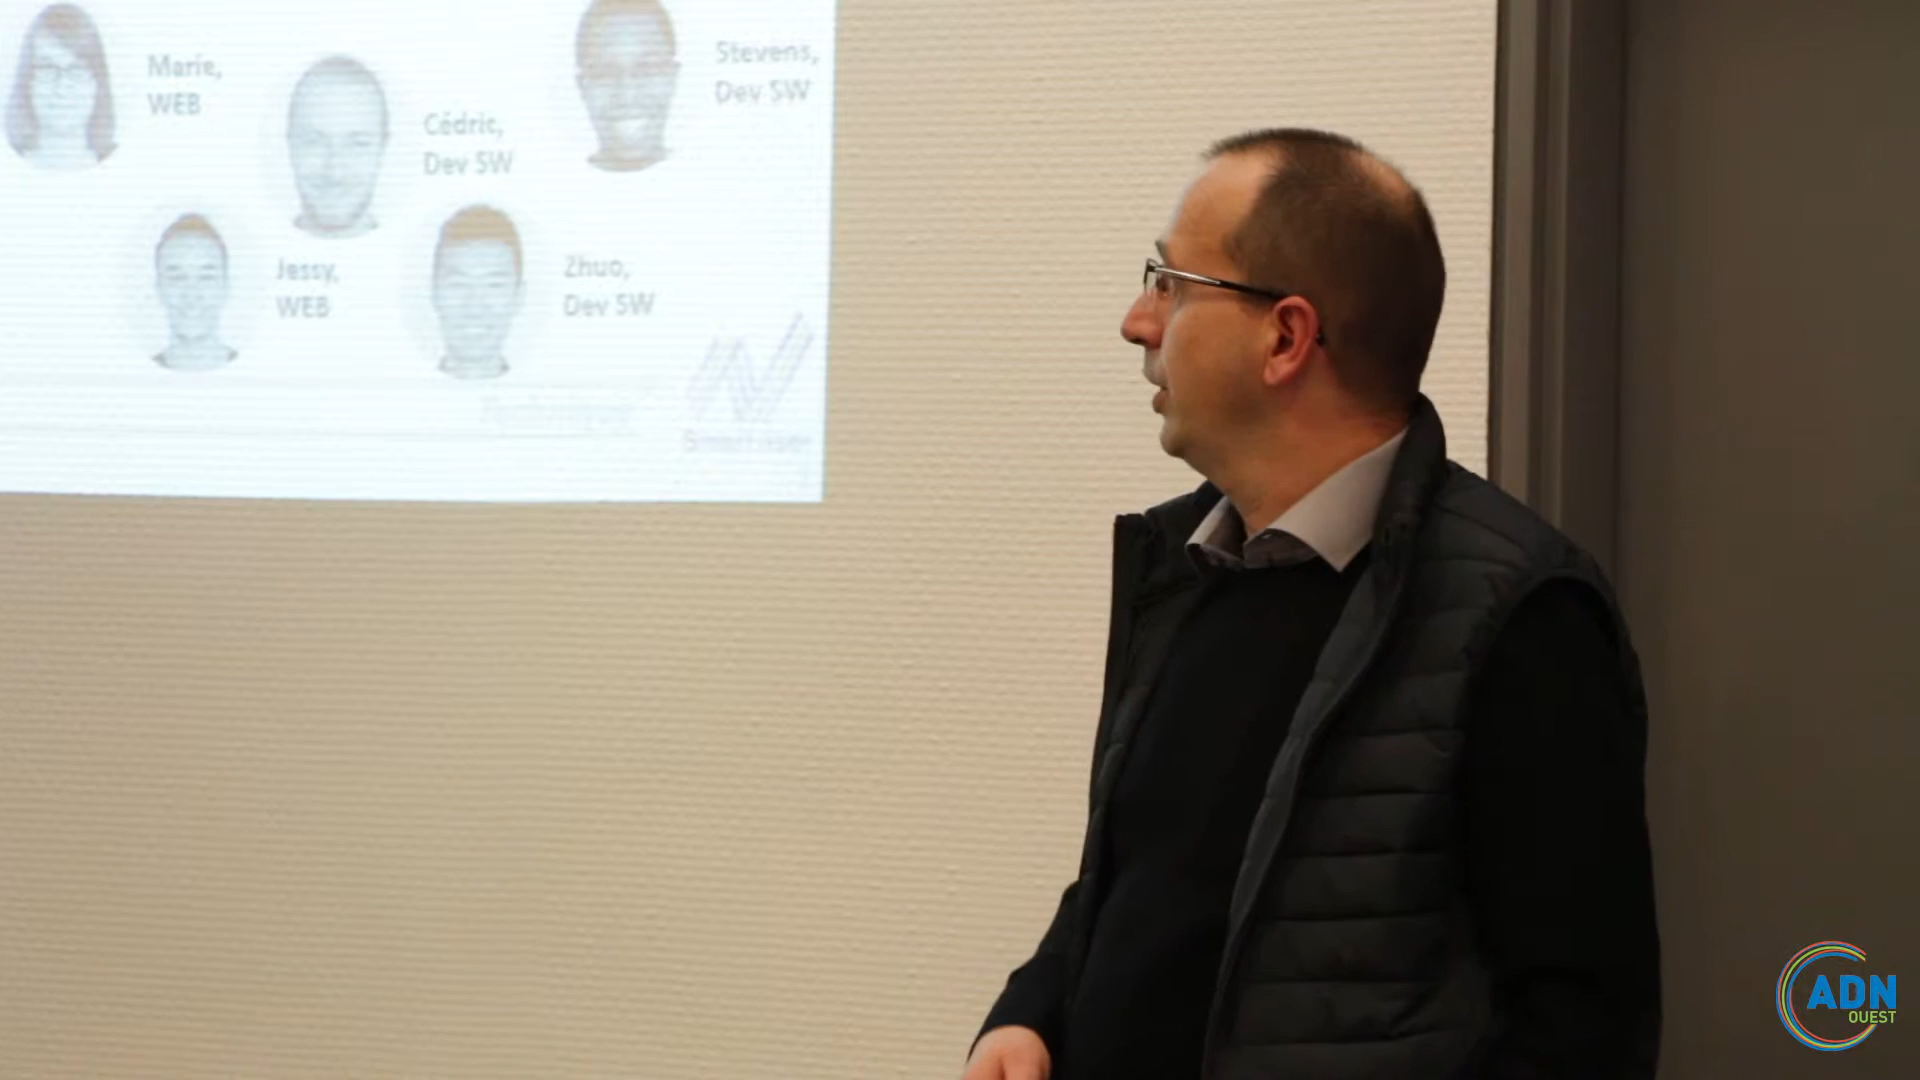 Marie,
WEB
Cédric,
Dev SW
Stevens,
Dev SW
Jessy,
WEB
Zhuo,
Dev SW
ADN
OUEST